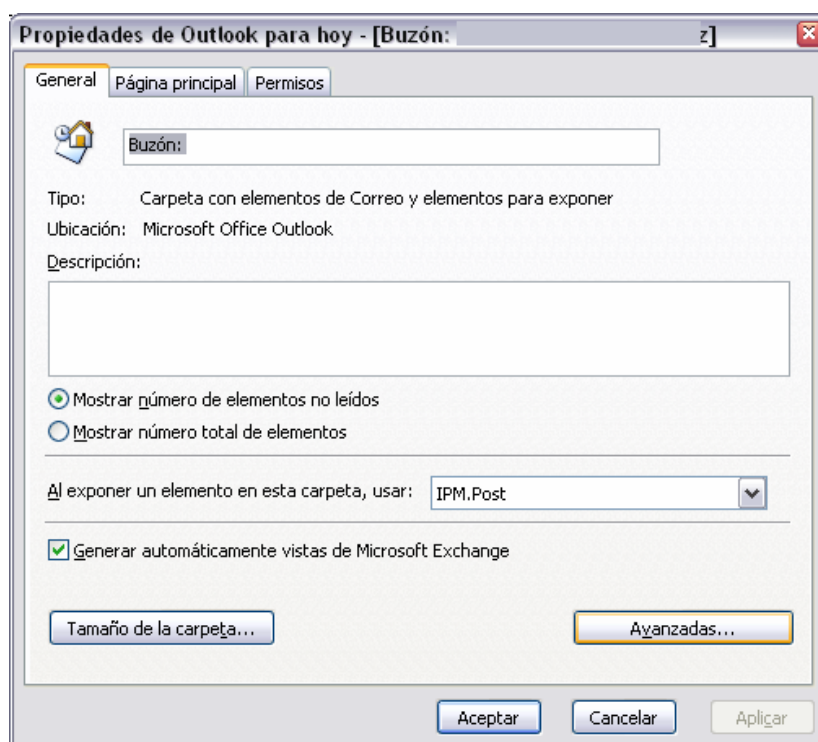 Propiedades de Outlook para hoy - [Buzón: z]
General Página principal Permisos
Buzón:
Tipo: Carpeta con elementos de Correo y elementos para exponer
Ubicación: Microsoft Office Outlook
Descripción:
Mostrar número de elementos no leídos
Mostrar número total de elementos
Al exponer un elemento en esta carpeta, usar: IPM.Post
Generar automáticamente vistas de Microsoft Exchange
Tamaño de la carpeta... Avanzadas...
Aceptar Cancelar Aplicar